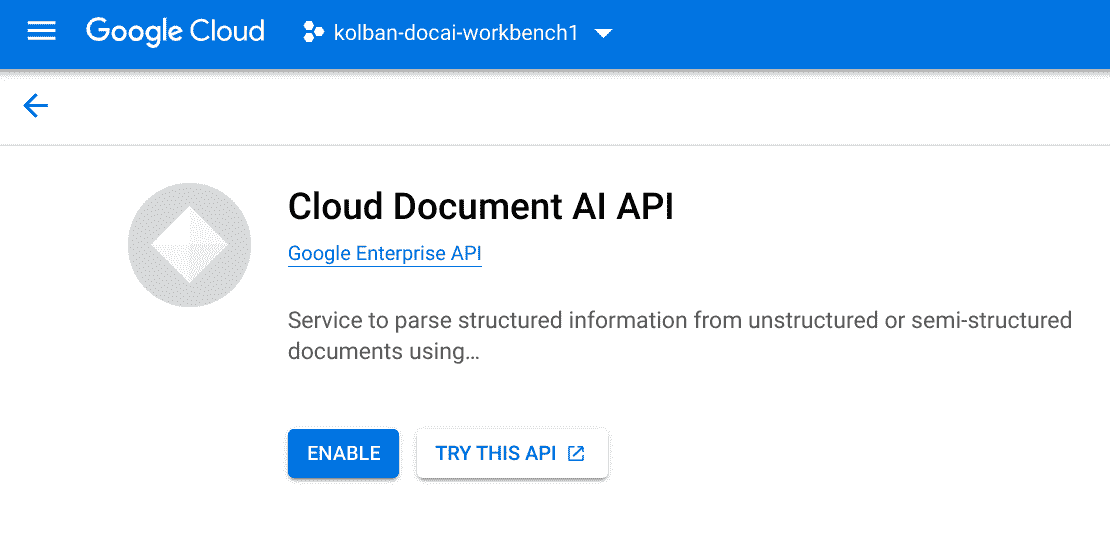 Google Cloud
kolban-docai-workbench1
Cloud Document AI API
Google Enterprise API
Service to parse structured information from unstructured or semi-structured
documents using…
ENABLE
TRY THIS API